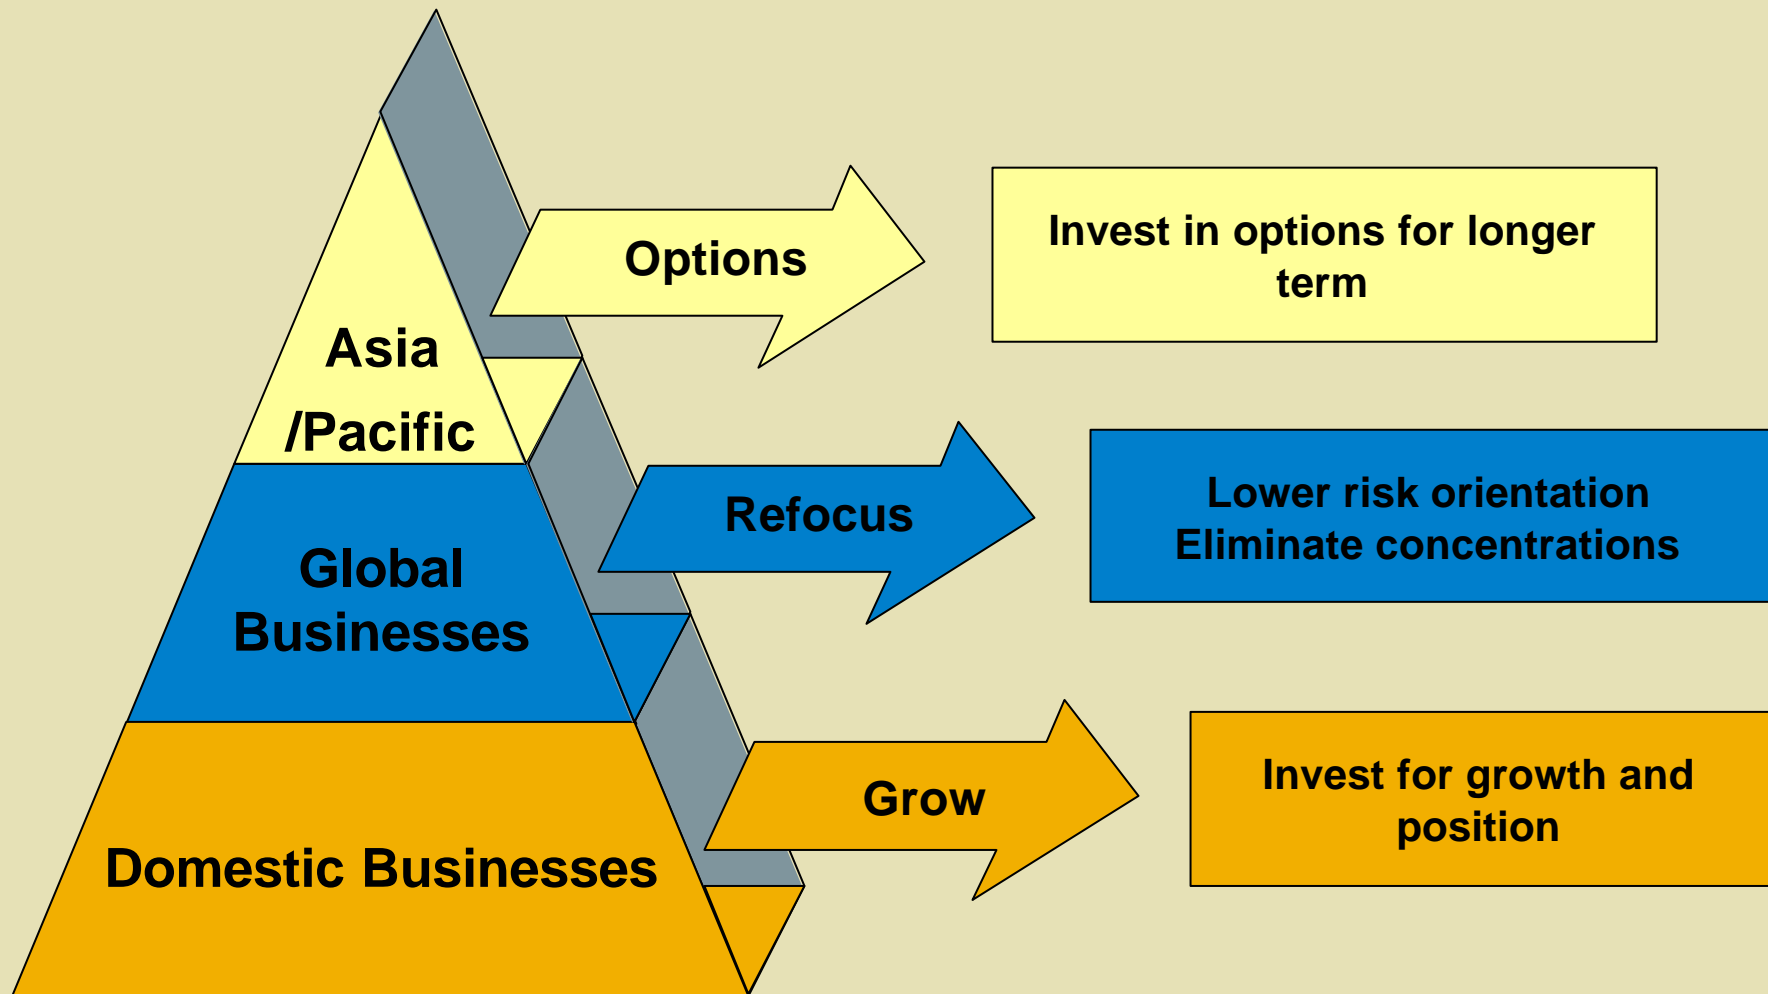 Options
Invest in options for longer
term
Asia
/Pacific
Refocus
Lower risk orientation
Eliminate concentrations
Global
Businesses
Grow
Invest for growth and
position
Domestic Businesses